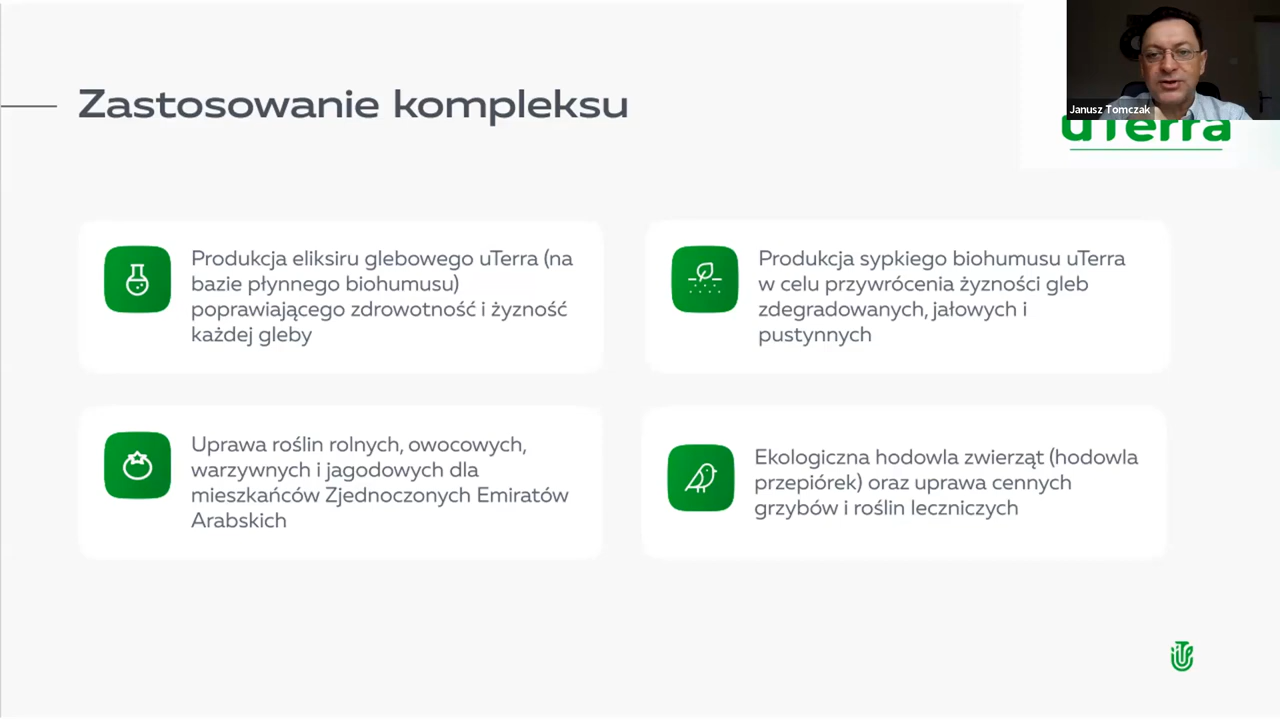 Zastosowanie kompleksu
Janusz Tomczak
uTerra
Produkcja eliksiru glebowego uTerra (na
bazie płynnego biohumusu)
poprawiającego zdrowotność i żyzność
każdej gleby
Produkcja sypkiego biohumusu uTerra
w celu przywrócenia żyzności gleb
zdegradowanych, jałowych i
pustynnych
Uprawa roślin rolnych, owocowych,
warzywnych i jagodowych dla
mieszkańców Zjednoczonych Emiratów
Arabskich
Ekologiczna hodowla zwierząt (hodowla
przepiórek) oraz uprawa cennych
grzybów i roślin leczniczych